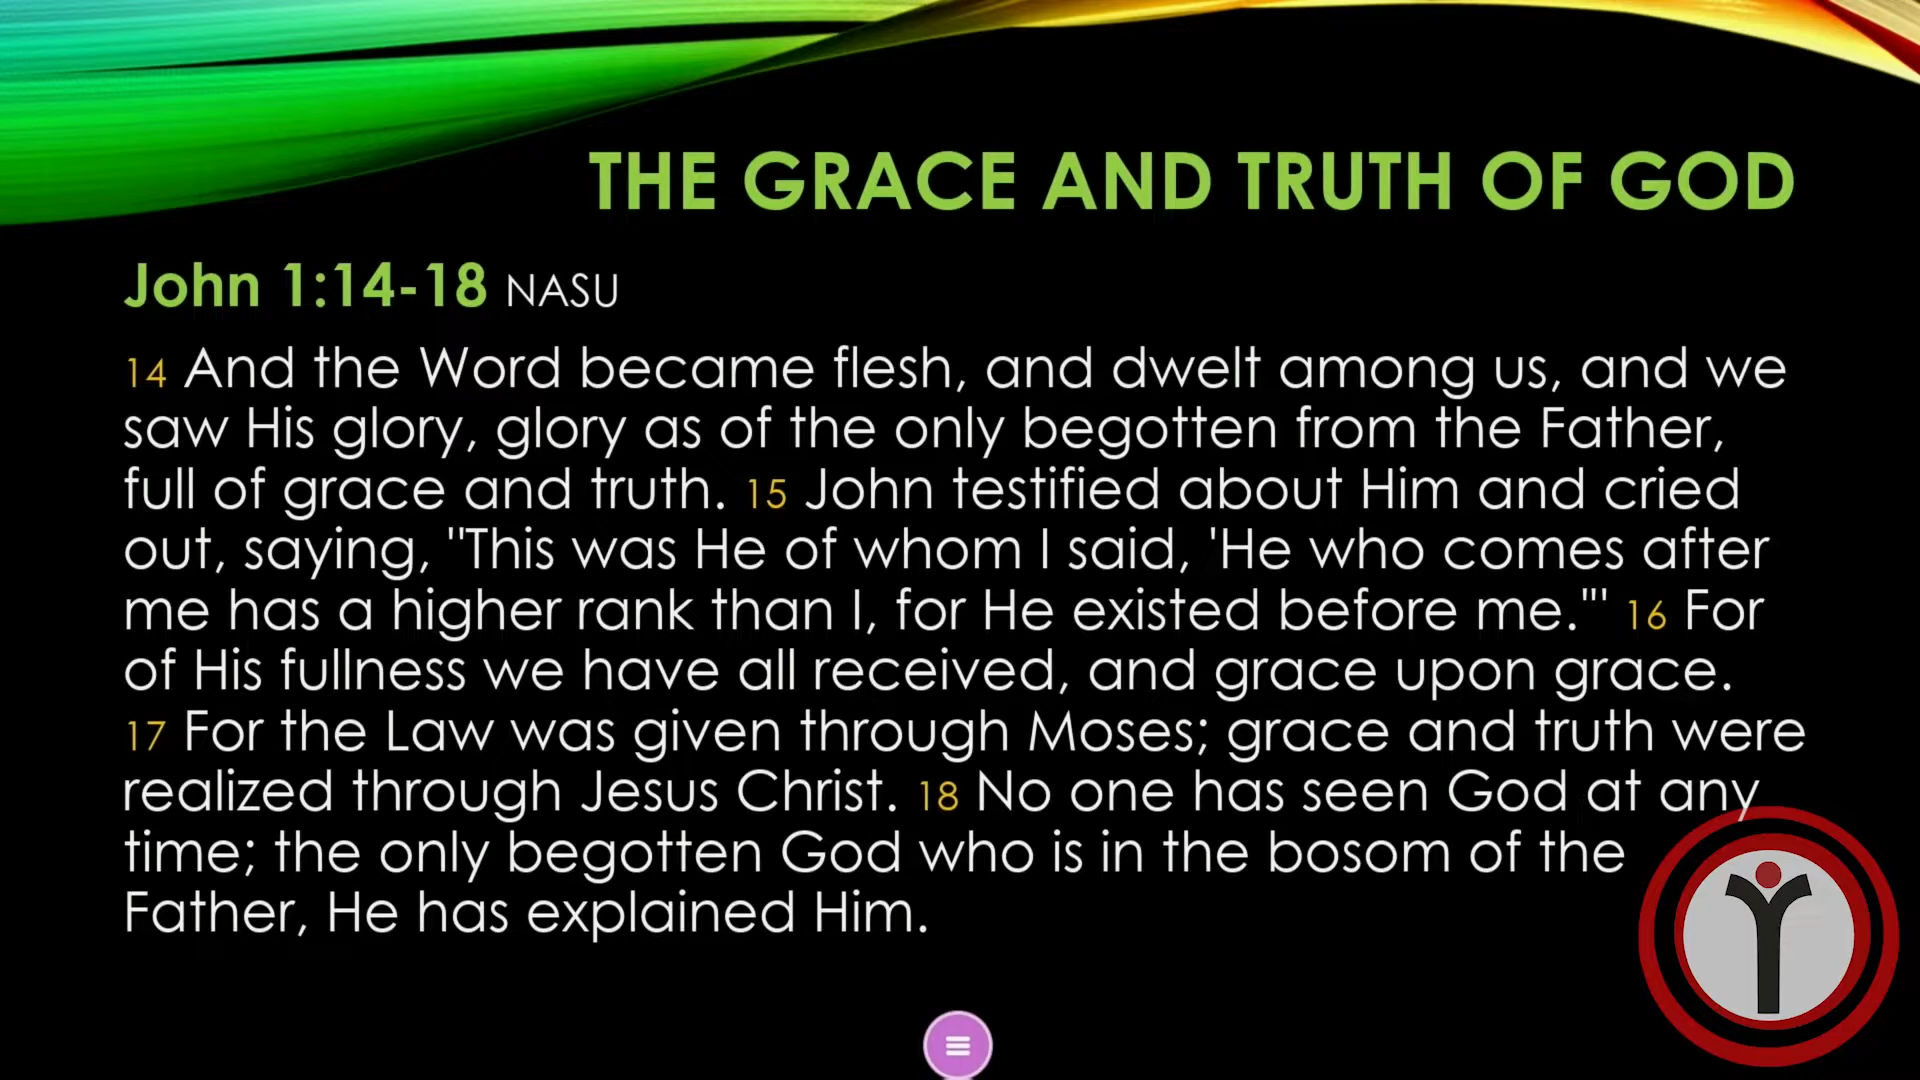 THE GRACE AND TRUTH OF GOD
John 1:14-18 NASU
14 And the Word became flesh, and dwelt among us, and we
saw His glory, glory as of the only begotten from the Father,
full of grace and truth. 15 John testified about Him and cried
out, saying, "This was He of whom I said, 'He who comes after
me has a higher rank than I, for He existed before me.'" 16 For
of His fullness we have all received, and grace upon grace.
17 For the Law was given through Moses; grace and truth were
realized through Jesus Christ. 18 No one has seen God at any
time; the only begotten God who is in the bosom of the
Father, He has explained Him.